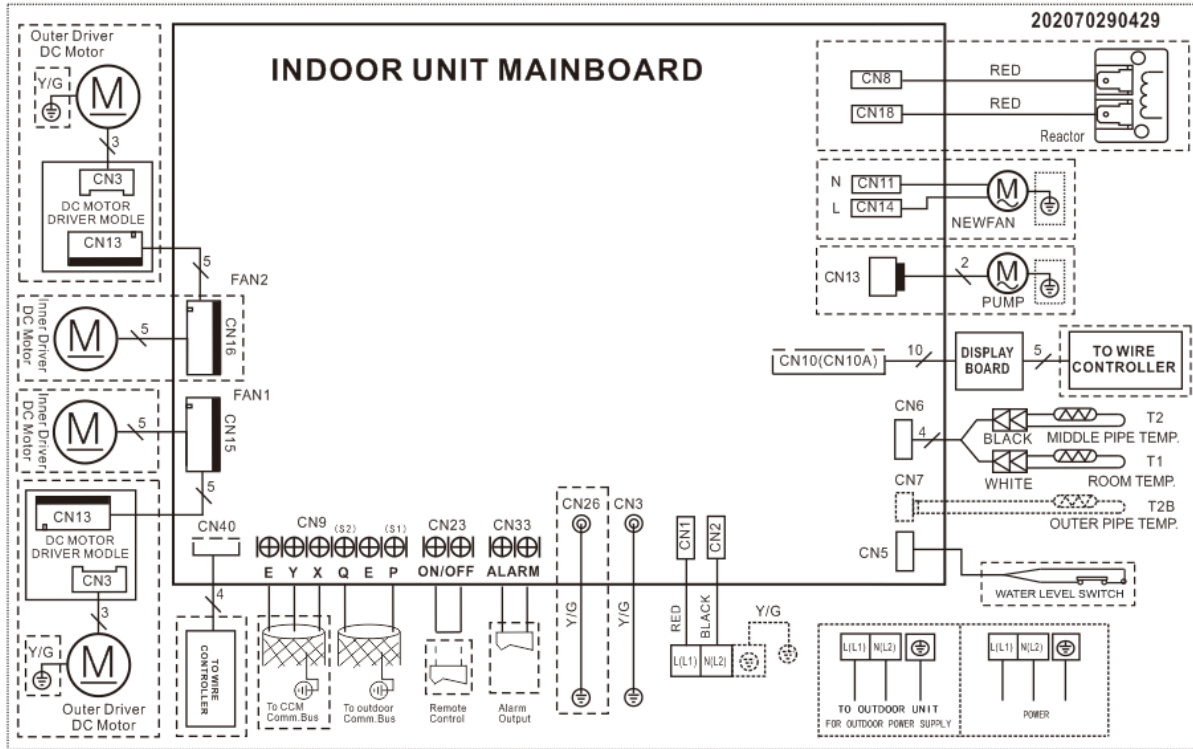 202070290429
Outer Driver
DC Motor
Y/G
M
3
CN3
DC MOTOR
DRIVER MODLE
CN13
5
FAN2
Inner Driver
DC Motor
M
5
CN16
FAN1
Inner Driver
DC Motor
M
5
CN15
5
CN13
DC MOTOR
DRIVER MODLE
CN3
3
Y/G
M
Outer Driver
DC Motor
INDOOR UNIT MAINBOARD
CN8
RED
CN18
RED
Reactor
N
CN11
L
CN14
M
NEWFAN
CN13
2
M
PUMP
CN10(CN10A)
10
DISPLAY
BOARD
5
TO WIRE
CONTROLLER
CN6
4
BLACK
T2
MIDDLE PIPE TEMP.
WHITE
T1
ROOM TEMP.
CN7
T2B
OUTER PIPE TEMP.
CN5
WATER LEVEL SWITCH
CN40
4
TO WIRE
CONTROLLER
CN9
(S2)
(S1)
E Y X Q E P
To CCM
Comm.Bus
To outdoor
Comm.Bus
CN23
ON/OFF
Remote
Control
CN33
ALARM
Alarm
Output
CN26
Y/G
CN3
Y/G
CN1
CN2
RED
BLACK
Y/G
L(L1) N(L2)
L(L1) N(L2)
TO OUTDOOR UNIT
FOR OUTDOOR POWER SUPPLY
L(L1) N(L2)
POWER